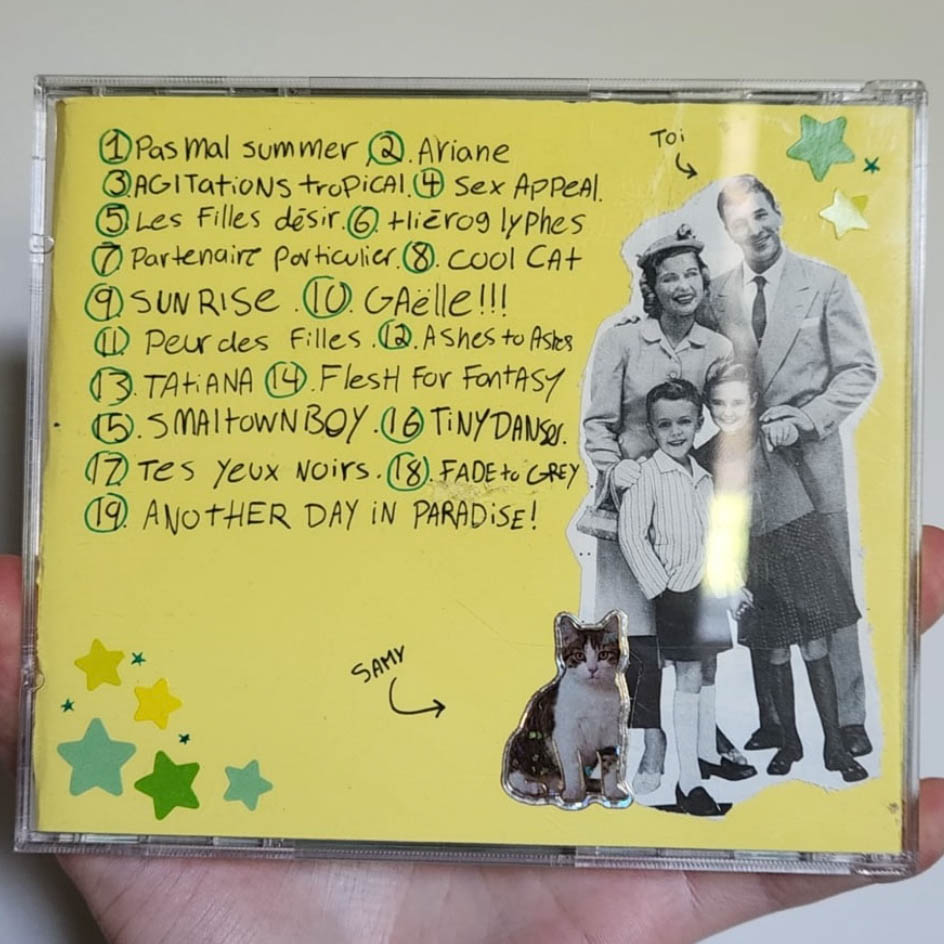 ① Pas Mal summer, ②. Ariane
③ AGITATIONS tropical. ④ Sex Appeal.
⑤ Les Filles désir. ⑥. Hiéroglyphes
⑦. Partenaire particulier. ⑧. COOL CAT
⑨. SUNRISE. ⑩. GAëlle!!!
⑪. Peur des Filles. ⑫. Ashes to Ashes
⑬. TATiANA ⑭. Flesh For FantASY
⑮. SMAltOWNBOY. ⑯ TiNY DANSer.
⑰. Tes yeux Noirs. ⑱. FADE to GREY
⑲. ANOTHER DAY iN PARADiSE!
Toi
SAMY